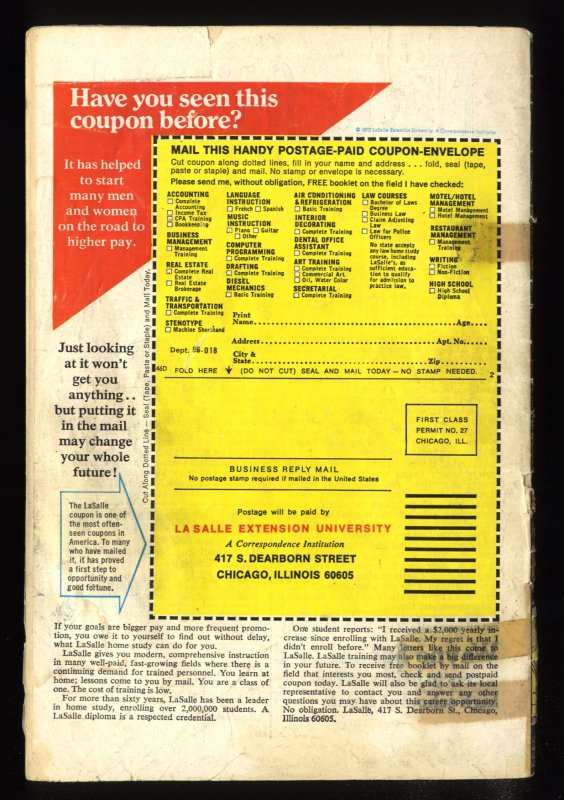 Have you seen this
coupon before?
© 1972 LaSalle Extension University, A Correspondence Institution
It has helped
to start
many men
and women
on the road to
higher pay.
Just looking
at it won't
get you
anything..
but putting it
in the mail
may change
your whole
future!
The LaSalle
coupon is one of
the most often-
seen coupons in
America. To many
who have mailed
it, it has proved
a first step to
opportunity and
good fortune.
Cut Along Dotted Line — Seal (Tape, Paste or Staple) and Mail Today.
MAIL THIS HANDY POSTAGE-PAID COUPON-ENVELOPE
Cut coupon along dotted lines, fill in your name and address . . . fold, seal (tape,
paste or staple) and mail. No stamp or envelope is necessary.
Please send me, without obligation, FREE booklet on the field I have checked:
ACCOUNTING
Complete
Accounting
Income Tax
CPA Training
Bookkeeping
BUSINESS
MANAGEMENT
Management
Training
REAL ESTATE
Complete Real
Estate
Real Estate
Brokerage
TRAFFIC &
TRANSPORTATION
Complete Training
STENOTYPE
Machine Shorthand
LANGUAGE
INSTRUCTION
French Spanish
MUSIC
INSTRUCTION
Piano Guitar
Other
COMPUTER
PROGRAMMING
Complete Training
DRAFTING
Complete Training
DIESEL
MECHANICS
Basic Training
AIR CONDITIONING
& REFRIGERATION
Basic Training
INTERIOR
DECORATING
Complete Training
DENTAL OFFICE
ASSISTANT
Complete Training
ART TRAINING
Complete Training
Commercial Art
Oil, Water Color
SECRETARIAL
Complete Training
LAW COURSES
Bachelor of Laws
Degree
Business Law
Claim Adjusting
Law
Law for Police
Officers
No state accepts
any law home study
course, including
LaSalle's, as
sufficient educa-
tion to qualify
for admission to
practice law,
MOTEL/HOTEL
MANAGEMENT
Motel Management
Hotel Management
RESTAURANT
MANAGEMENT
Management
Training
WRITING
Fiction
Non-Fiction
HIGH SCHOOL
High School
Diploma
Print
Name Age
Address Apt. No.
Dept. 86-018
City &
State Zip
46D FOLD HERE (DO NOT CUT) SEAL AND MAIL TODAY – NO STAMP NEEDED. 2
FIRST CLASS
PERMIT NO. 27
CHICAGO, ILL.
BUSINESS REPLY MAIL
No postage stamp required if mailed in the United States
Postage will be paid by
LA SALLE EXTENSION UNIVERSITY
A Correspondence Institution
417 S. DEARBORN STREET
CHICAGO, ILLINOIS 60605
If your goals are bigger pay and more frequent promo-
tion, you owe it to yourself to find out without delay,
what LaSalle home study can do for you.
LaSalle gives you modern, comprehensive instruction
in many well-paid, fast-growing fields where there is a
continuing demand for trained personnel. You learn at
home; lessons come to you by mail. You are a class of
one. The cost of training is low.
For more than sixty years, LaSalle has been a leader
in home study, enrolling over 2,000,000 students. A
LaSalle diploma is a respected credential.
One student reports: “I received a $2,000 yearly in-
crease since enrolling with LaSalle. My regret is that I
didn't enroll before.” Many letters like this come to
LaSalle. LaSalle training may also make a big difference
in your future. To receive free booklet by mail on the
field that interests you most, check and send postpaid
coupon today. LaSalle will also be glad to ask its local
representative to contact you and answer any other
questions you may have about this career opportunity.
No obligation. LaSalle, 417 S. Dearborn St., Chicago,
Illinois 60605.